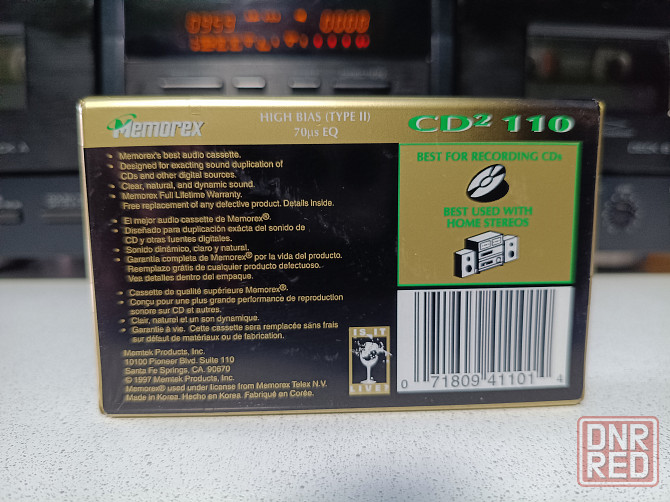 0959 0000
Memorex
HIGH BIAS (TYPE II)
70µs EQ
CD² 110
• Memorex's best audio cassette.
• Designed for exacting sound duplication of
CDs and other digital sources.
• Clear, natural, and dynamic sound.
• Memorex Full Lifetime Warranty.
Free replacement of any defective product. Details inside.
• El mejor audio cassette de Memorex®.
• Diseñado para duplicación exácta del sonido de
CD y otras fuentes digitales.
• Sonido dinámico, claro y natural.
• Garantía completa de Memorex® por la vida del producto.
Reemplazo grátis de cualquier producto defectuoso.
Vea detalles dentro del empaque.
• Cassette de qualité supérieure Memorex®.
• Conçu pour une plus grande performance de reproduction
sonore sur CD et autres.
• Clair, naturel et un son dynamique.
• Garantie à vie. Cette cassette sera remplacée sans frais
sur défaut de matériaux ou de fabrication.
Memtek Products, Inc.
10100 Pioneer Blvd. Suite 110
Santa Fe Springs, CA. 90670
© 1997 Memtek Products, Inc.
Memorex® used under license from Memorex Telex N.V.
Made in Korea. Hecho en Korea. Fabriqué en Corée.
BEST FOR RECORDING CDs
BEST USED WITH
HOME STEREOS
IS IT
LIVE
0 71809 41101 4
DNR
RED